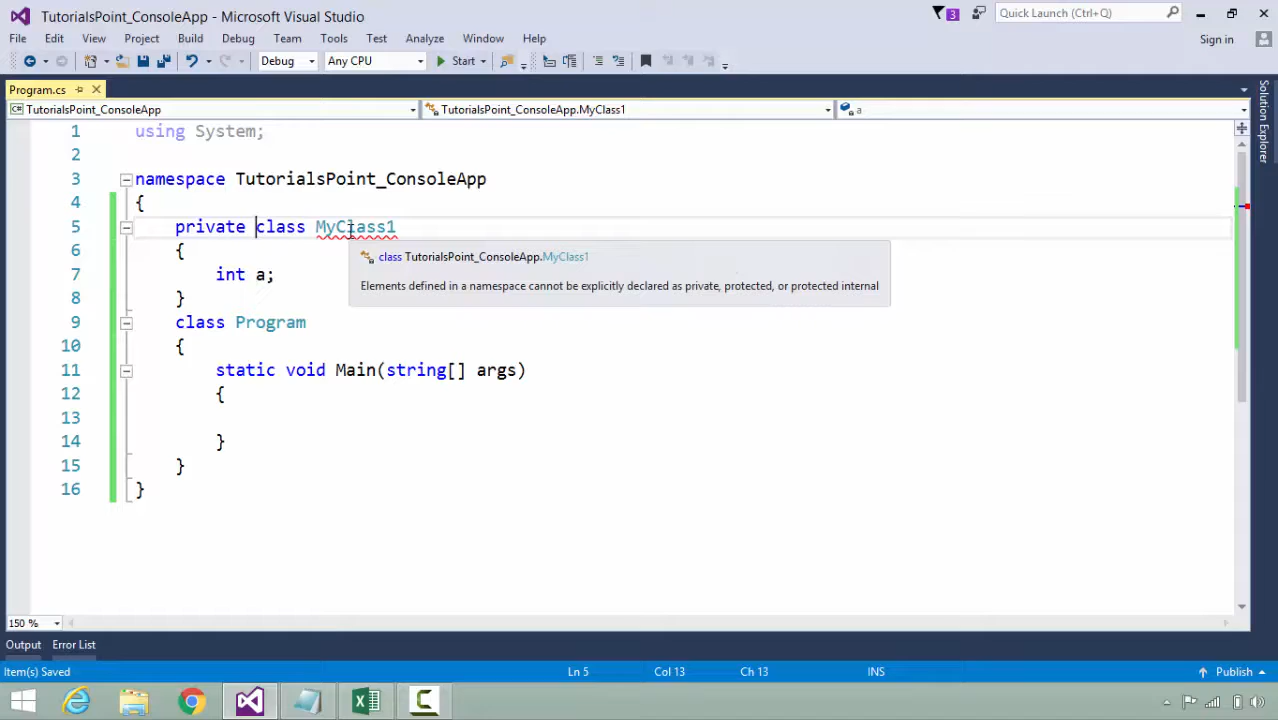 TutorialsPoint_ConsoleApp - Microsoft Visual Studio
3
Quick Launch (Ctrl+Q)
File Edit View Project Build Debug Team Tools Test Analyze Window Help
Sign in
Debug Any CPU Start
Program.cs
TutorialsPoint_ConsoleApp TutorialsPoint_ConsoleApp.MyClass1 a
Solution Explorer
1 using System;
2
3 namespace TutorialsPoint_ConsoleApp
4 {
5 private class MyClass1
6 {
class TutorialsPoint_ConsoleApp.MyClass1
7 int a;
Elements defined in a namespace cannot be explicitly declared as private, protected, or protected internal
8 }
9 class Program
10 {
11 static void Main(string[] args)
12 {
13
14 }
15 }
16 }
150 %
Output Error List
Item(s) Saved Ln 5 Col 13 Ch 13 INS Publish